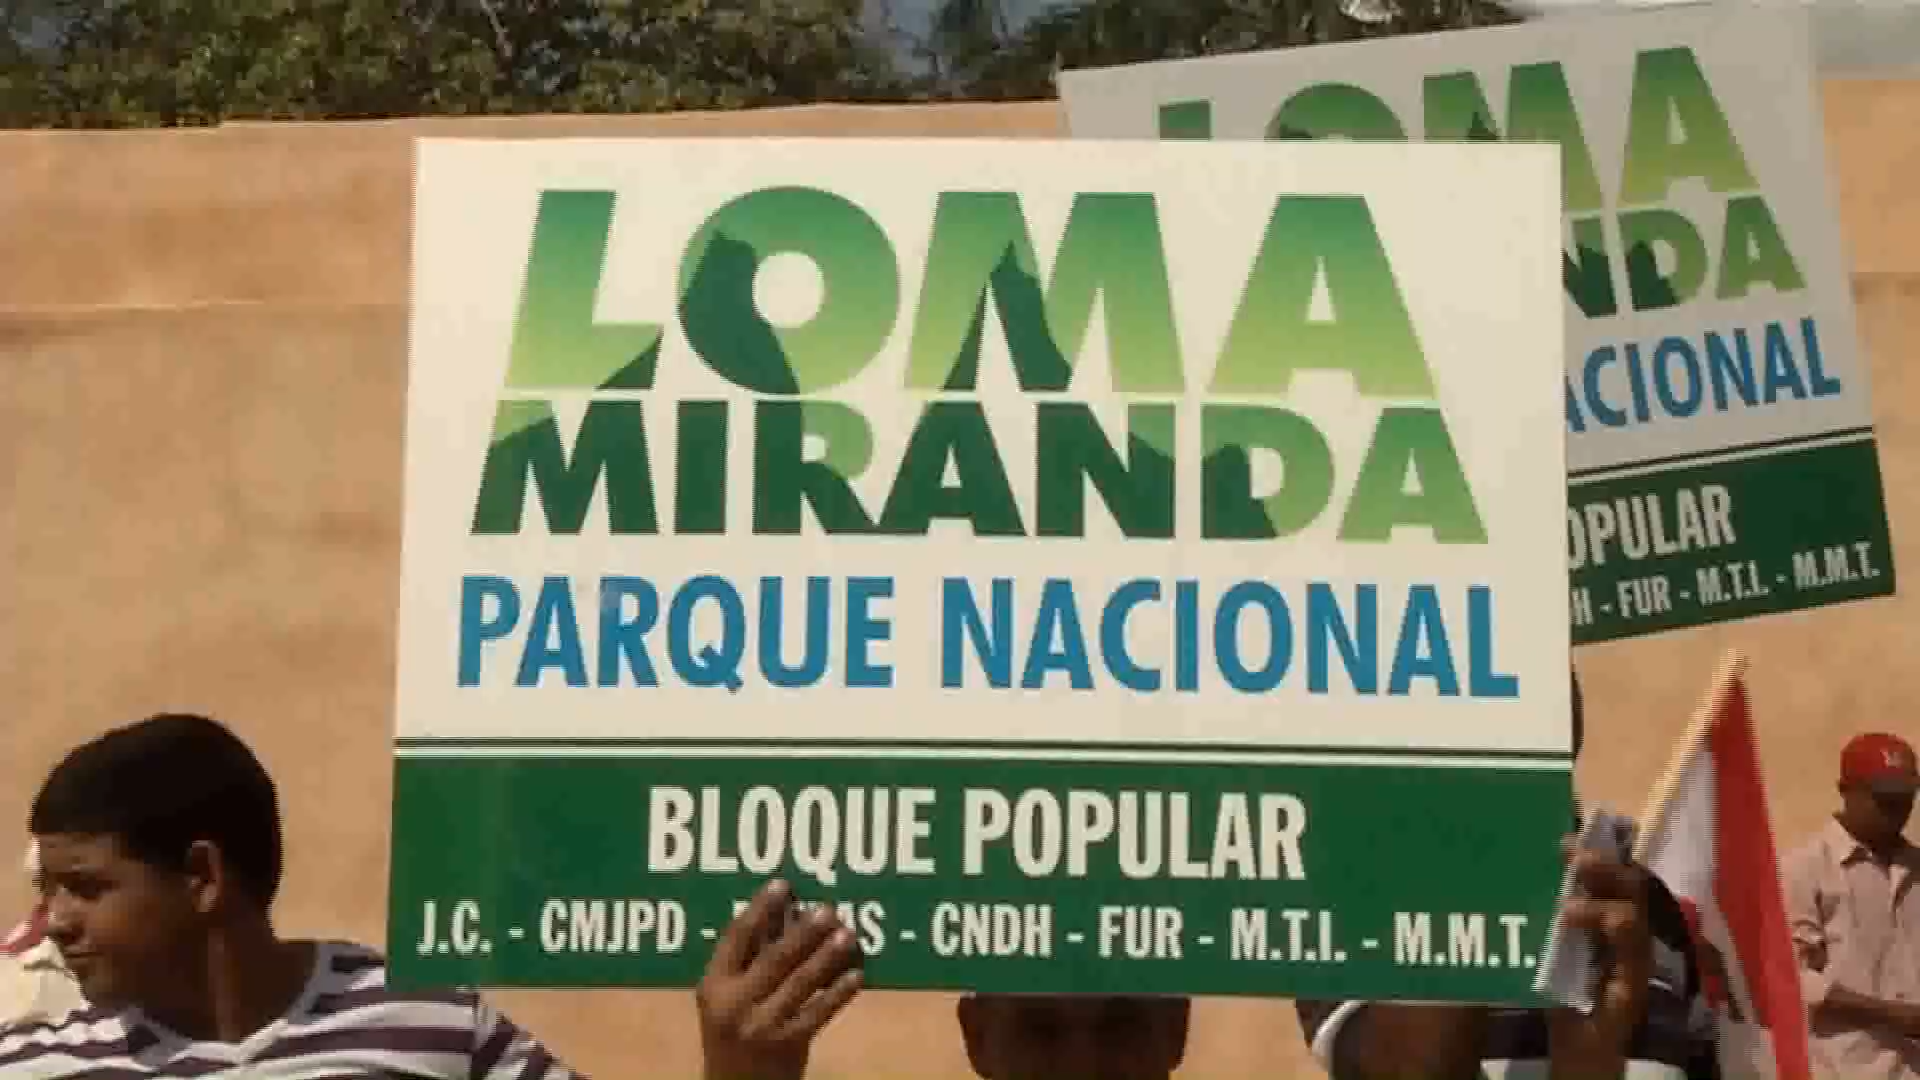 LOMA
MIRANDA
PARQUE NACIONAL
BLOQUE POPULAR
J.C. - CMJPD - - CNDH - FUR - M.T.I. - M.M.T.
LOMA
NDA
ACIONAL
OPULAR
H - FUR - M.T.I. - M.M.T.